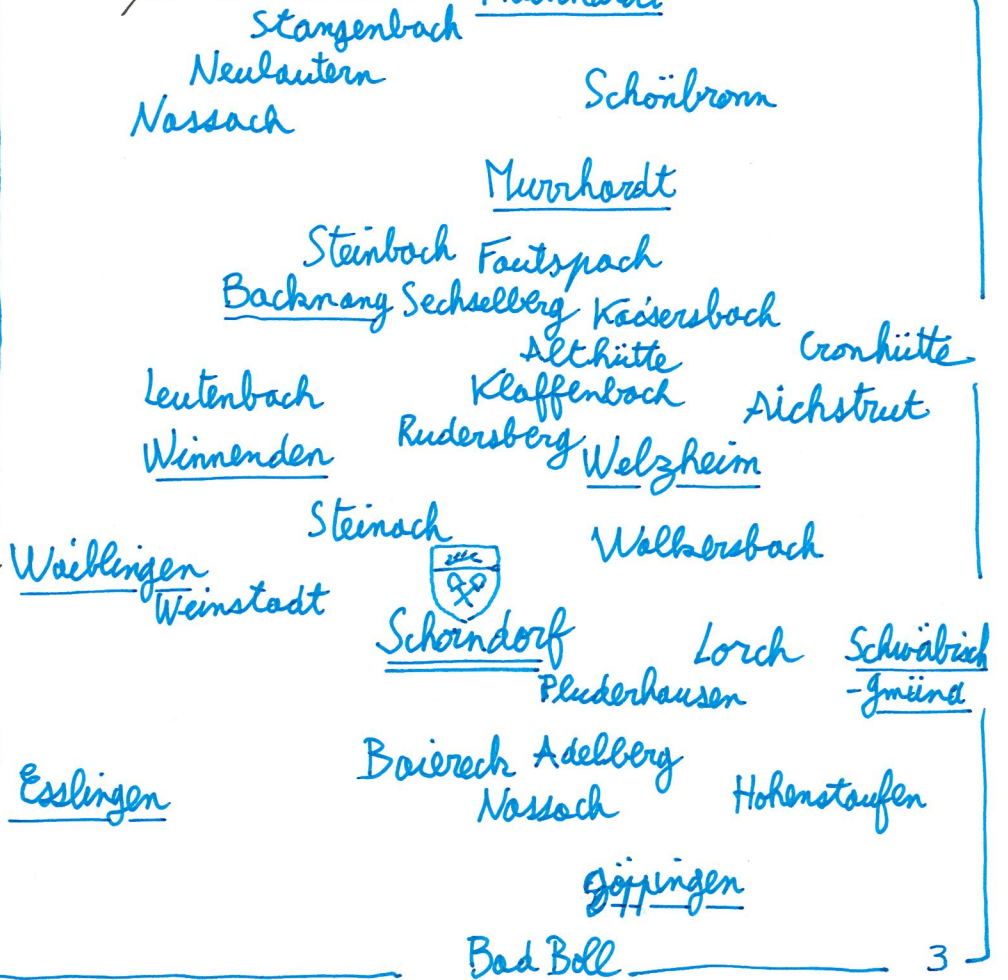 Stangenbach
Neulautern
Schönbronn
Nassach
Murrhardt
Steinbach
Fautspach
Backnang
Sechselberg
Kaisersbach
Althütte
Cronhütte
Leutenbach
Klaffenbach
Aichstrut
Rudersberg
Winnenden
Welzheim
Steinach
Walkersbach
Waiblingen
Weinstadt
Schorndorf
Lorch
Schwäbisch
-gmünd
Pluderhausen
Baiereck
Adelberg
Esslingen
Nassach
Hohenstaufen
Göppingen
Bad Boll
3